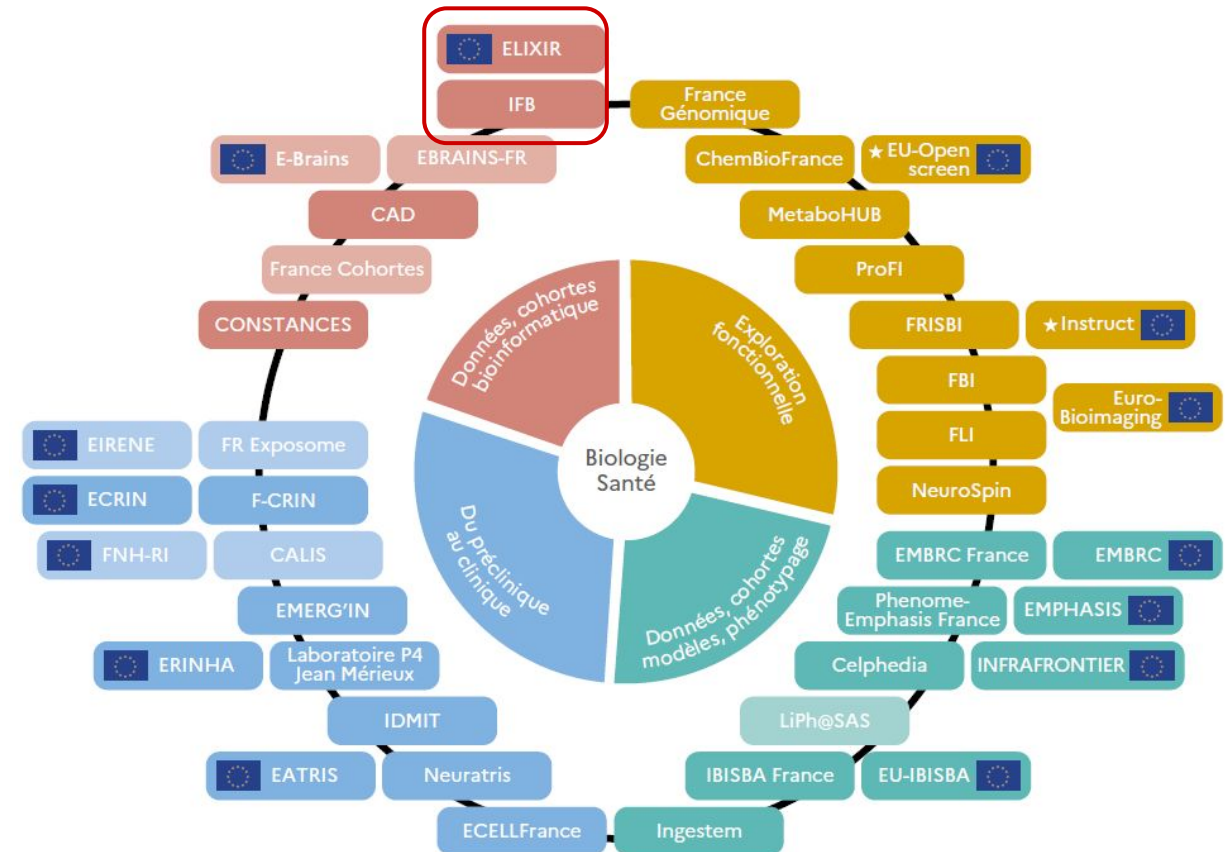 ELIXIR
IFB
France
Génomique
E-Brains
EBRAINS-FR
ChemBioFrance
★ EU-Open
screen
CAD
MetaboHUB
France Cohortes
ProFI
CONSTANCES
FRISBI
★Instruct
FBI
Euro-
Bioimaging
FLI
NeuroSpin
Données, cohortes
bioinformatique
Exploration
fonctionnelle
Biologie
Santé
Du préclinique
au clinique
Données, cohortes
modèles, phénotypage
EIRENE
FR Exposome
ECRIN
F-CRIN
FNH-RI
CALIS
EMBRC France
EMBRC
EMERG'IN
Phenome-
Emphasis France
EMPHASIS
ERINHA
Laboratoire P4
Jean Mérieux
Celphedia
INFRAFRONTIER
IDMIT
LiPh@SAS
EATRIS
Neuratris
IBISBA France
EU-IBISBA
ECELLFrance
Ingestem